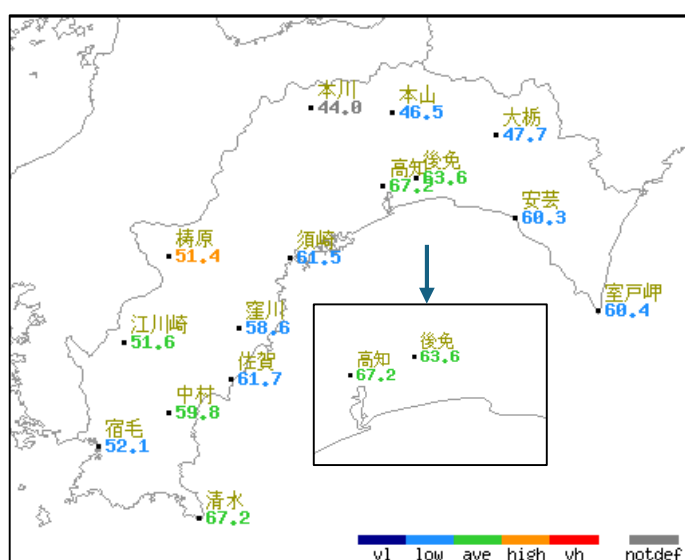 本川
44.0
本山
46.5
大栃
47.7
高知
67.2
後免
63.6
安芸
60.3
梼原
51.4
須崎
61.5
室戸岬
60.4
窪川
58.6
江川崎
51.6
佐賀
61.7
後免
63.6
高知
67.2
中村
59.8
宿毛
52.1
清水
67.2
vl low ave high vh notdef